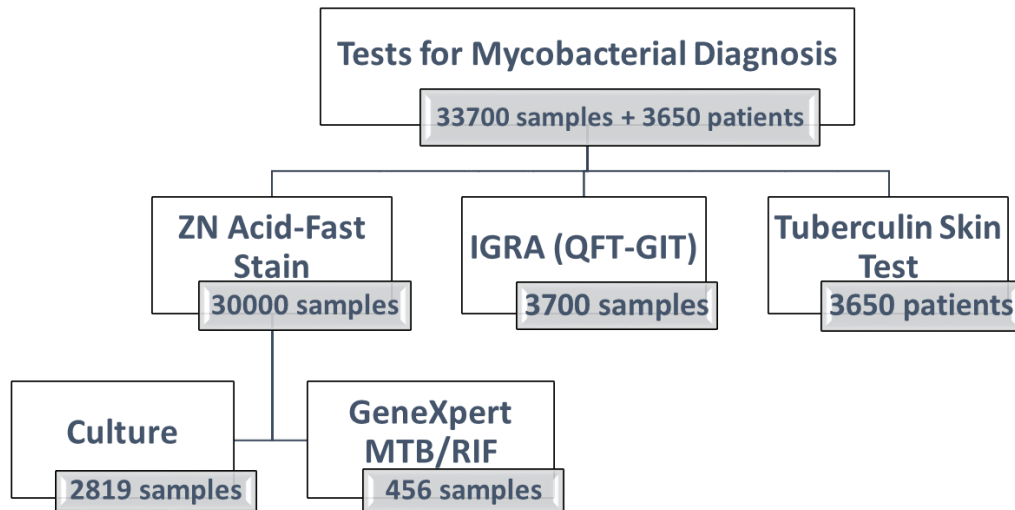 Tests for Mycobacterial Diagnosis
33700 samples + 3650 patients
ZN Acid-Fast
Stain
30000 samples
IGRA (QFT-GIT)
3700 samples
Tuberculin Skin
Test
3650 patients
Culture
2819 samples
GeneXpert
MTB/RIF
456 samples